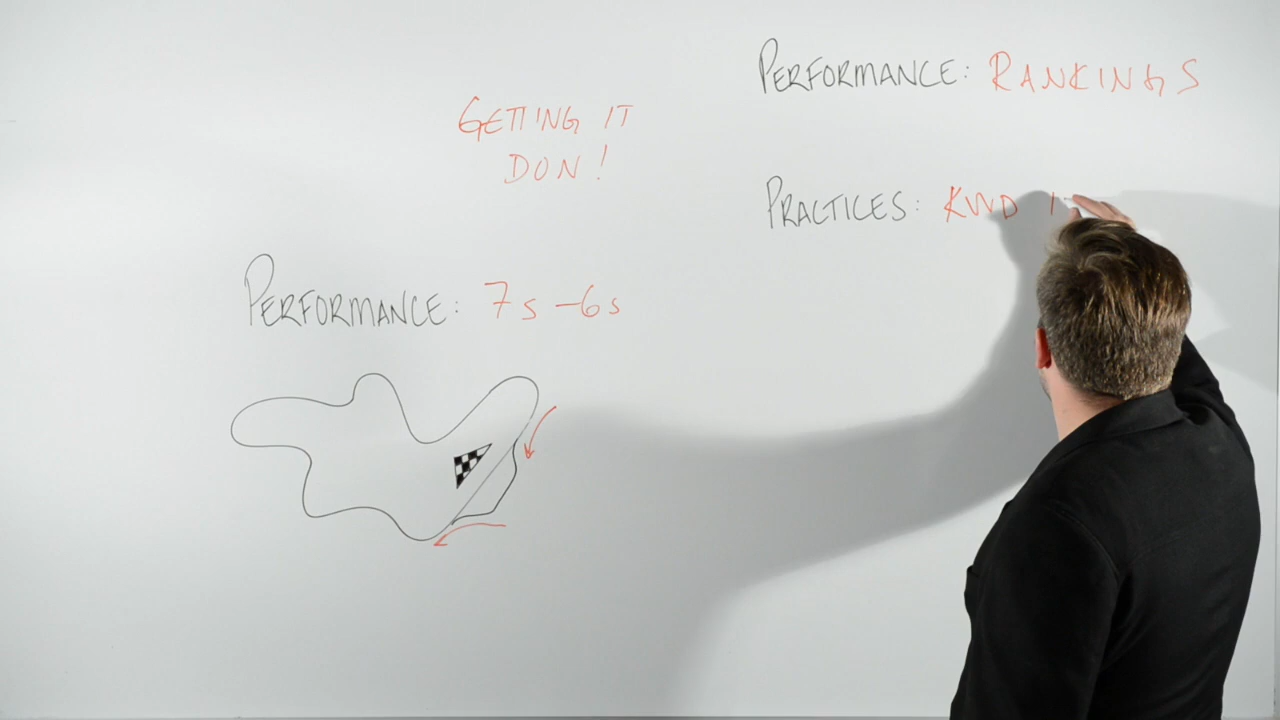 PERFORMANCE: RANKINGS
GETTING IT
DON!
PRACTICES: KWD
PERFORMANCE: 7s - 6s